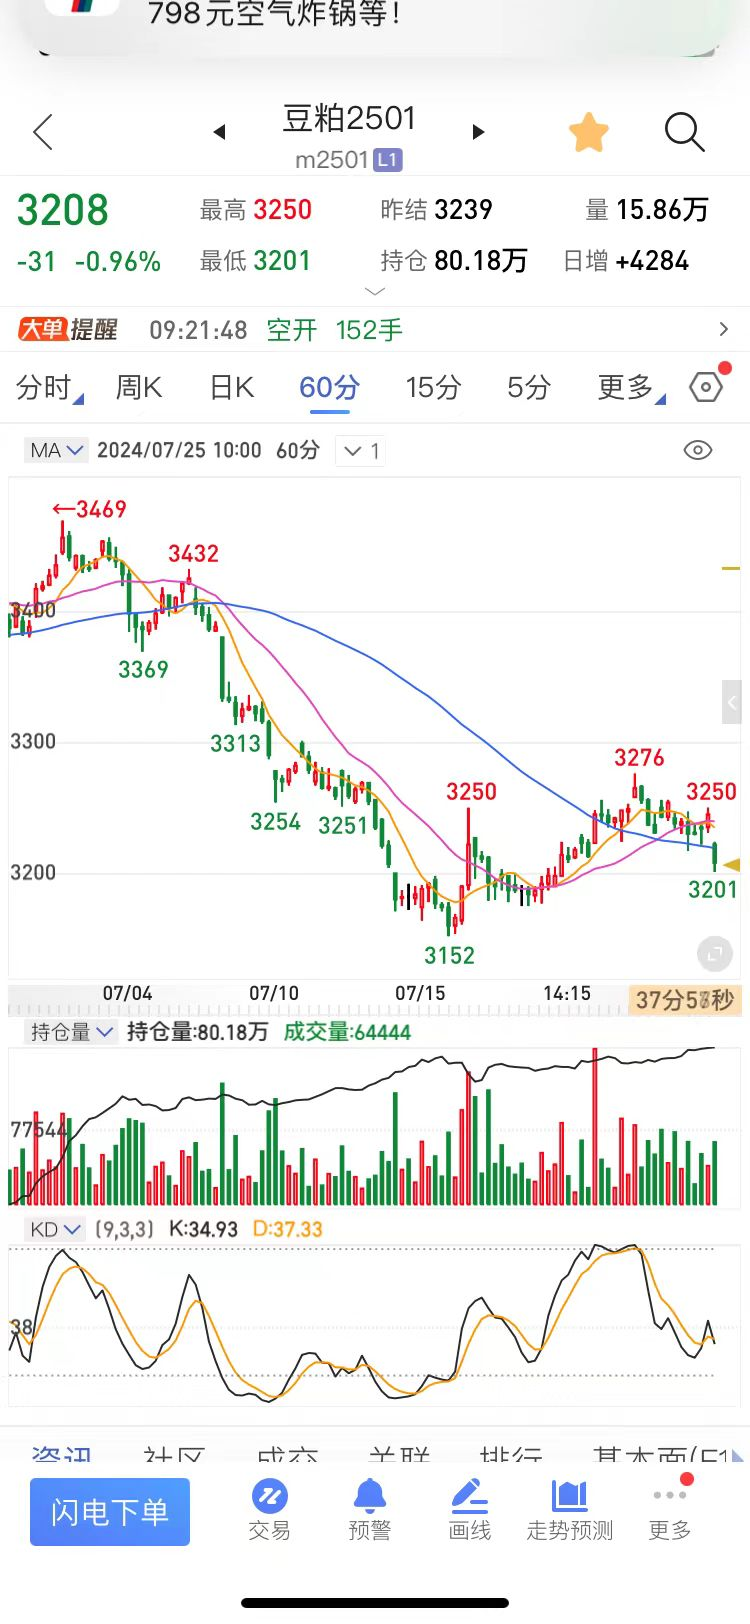 798元空气炸锅等！
豆粕2501
m2501 L1
3208 最高 3250 昨结 3239 量 15.86万
-31 -0.96% 最低 3201 持仓 80.18万 日增 +4284
大单提醒 09:21:48 空开 152手
分时 周K 日K 60分 15分 5分 更多
MA 2024/07/25 10:00 60分 1
←3469
3432
3400
3369
3300
3313
3276
3254
3251
3250
3250
3200
3201
3152
07/04 07/10 07/15 14:15 37分5秒
持仓量 持仓量:80.18万 成交量:64444
77544
KD (9,3,3) K:34.93 D:37.33
38
资讯 社区 成交 关联 排行 基本面(F1
闪电下单 交易 预警 画线 走势预测 更多